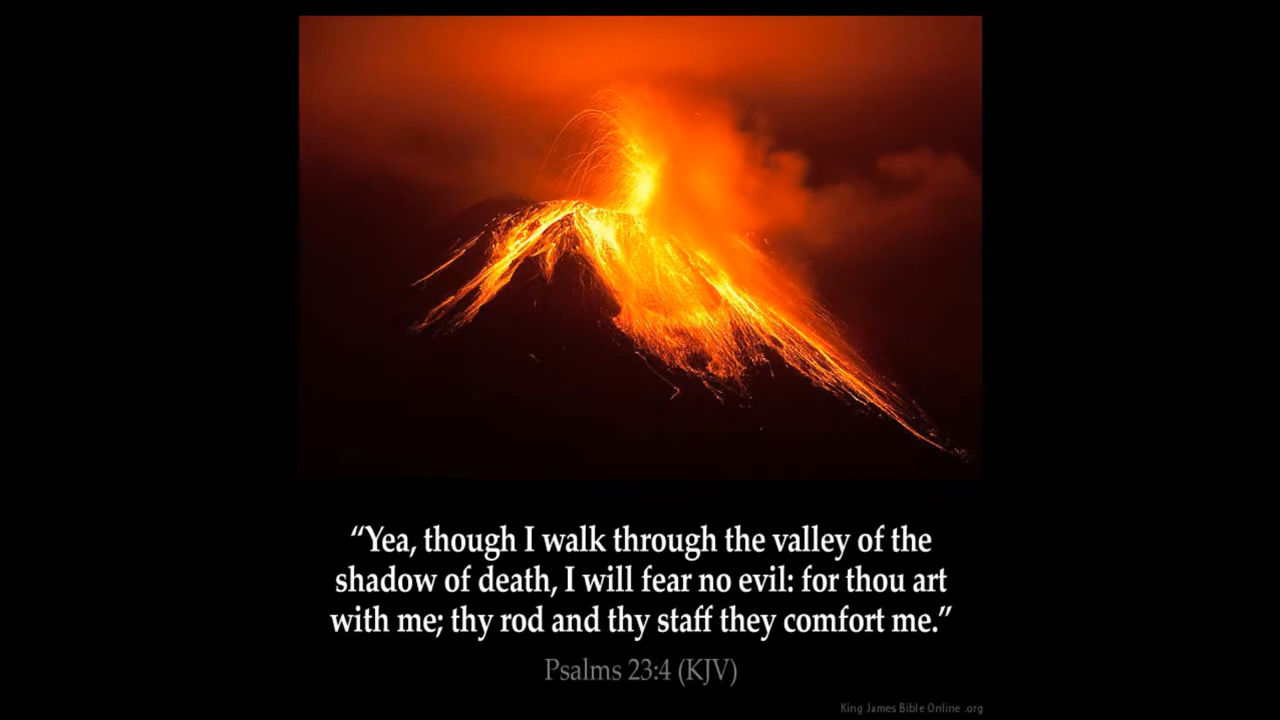 “Yea, though I walk through the valley of the
shadow of death, I will fear no evil: for thou art
with me; thy rod and thy staff they comfort me.”
Psalms 23:4 (KJV)
King James Bible Online .org